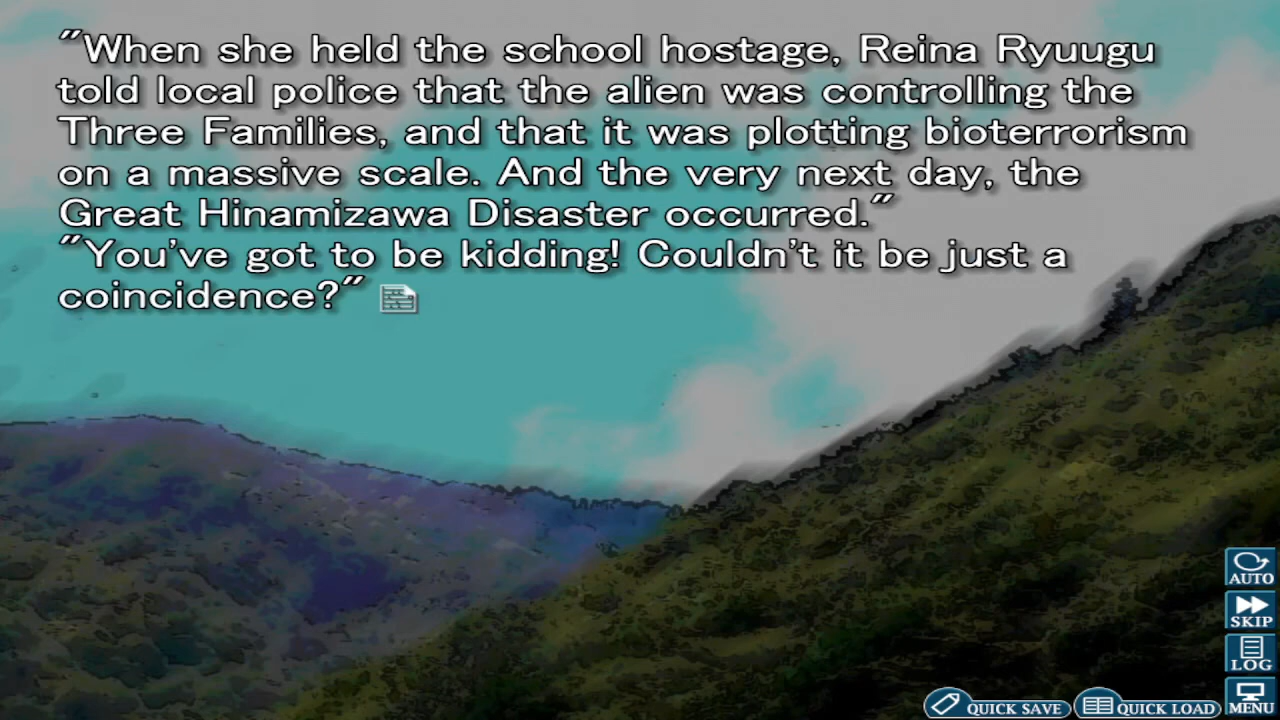 "When she held the school hostage, Reina Ryuugu
told local police that the alien was controlling the
Three Families, and that it was plotting bioterrorism
on a massive scale. And the very next day, the
Great Hinamizawa Disaster occurred."
"You've got to be kidding! Couldn't it be just a
coincidence?"
AUTO
SKIP
LOG
MENU
QUICK SAVE
QUICK LOAD